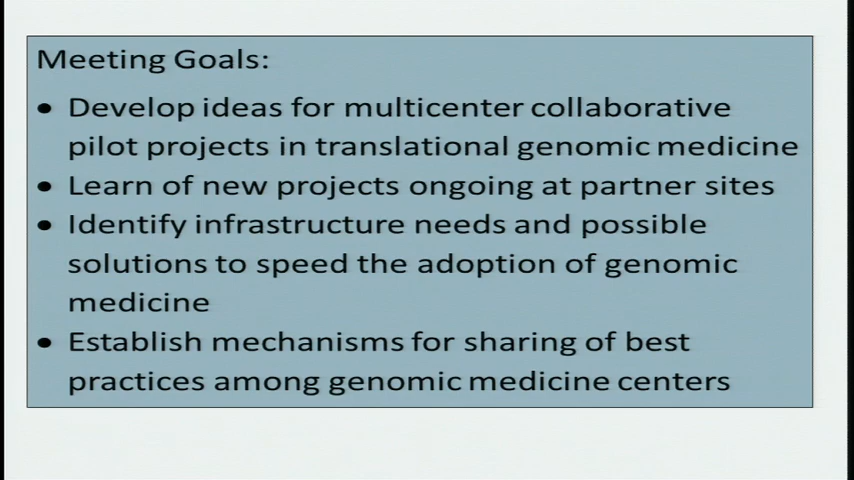 Meeting Goals:
• Develop ideas for multicenter collaborative
pilot projects in translational genomic medicine
• Learn of new projects ongoing at partner sites
• Identify infrastructure needs and possible
solutions to speed the adoption of genomic
medicine
• Establish mechanisms for sharing of best
practices among genomic medicine centers